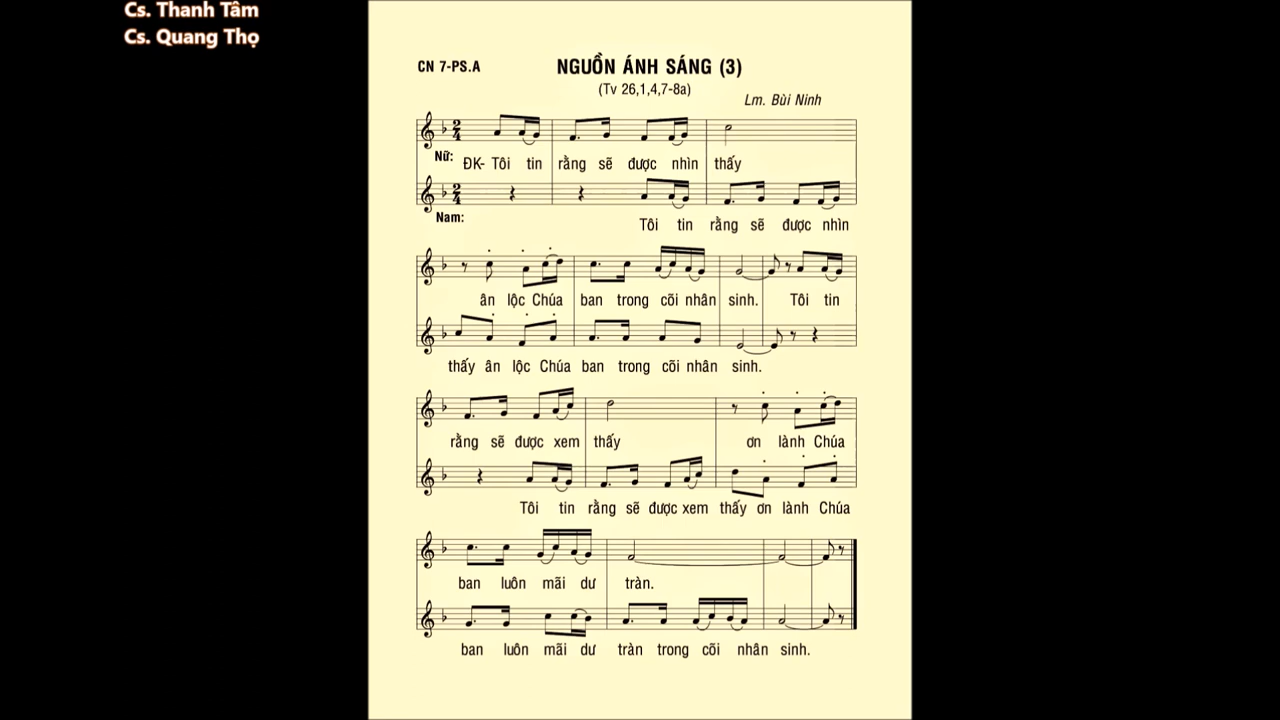 Cs. Thanh Tâm
Cs. Quang Thọ
CN 7-PS.A
NGUỒN ÁNH SÁNG (3)
(Tv 26,1,4,7-8a)
Lm. Bùi Ninh
Nữ: ĐK- Tôi tin rằng sẽ được nhìn thấy
Nam: Tôi tin rằng sẽ được nhìn
ân lộc Chúa ban trong cõi nhân sinh. Tôi tin
thấy ân lộc Chúa ban trong cõi nhân sinh.
rằng sẽ được xem thấy ơn lành Chúa
Tôi tin rằng sẽ được xem thấy ơn lành Chúa
ban luôn mãi dư tràn.
ban luôn mãi dư tràn trong cõi nhân sinh.